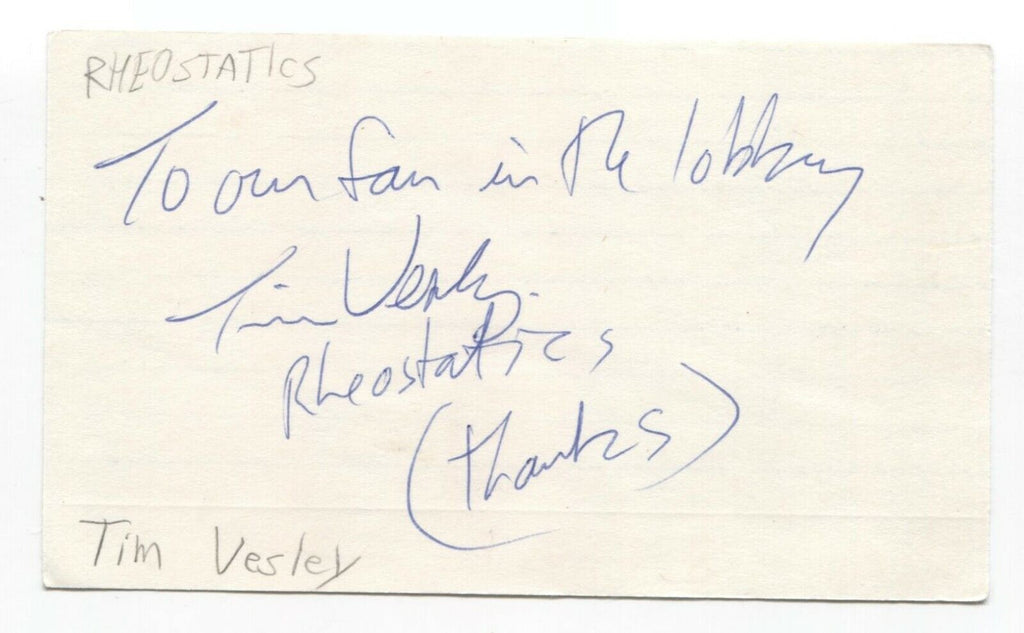 RHEOSTATICS
To our fan in the lobby
Tim Vesely
Rheostatics
(thanks)
Tim Vesley